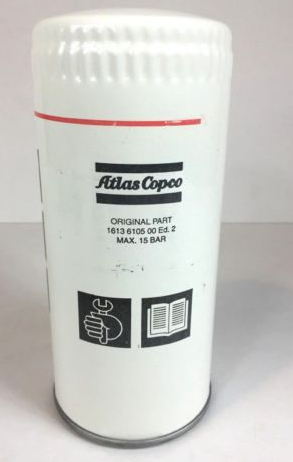 Atlas Copco
ORIGINAL PART
1613 6105 00 Ed. 2
MAX. 15 BAR